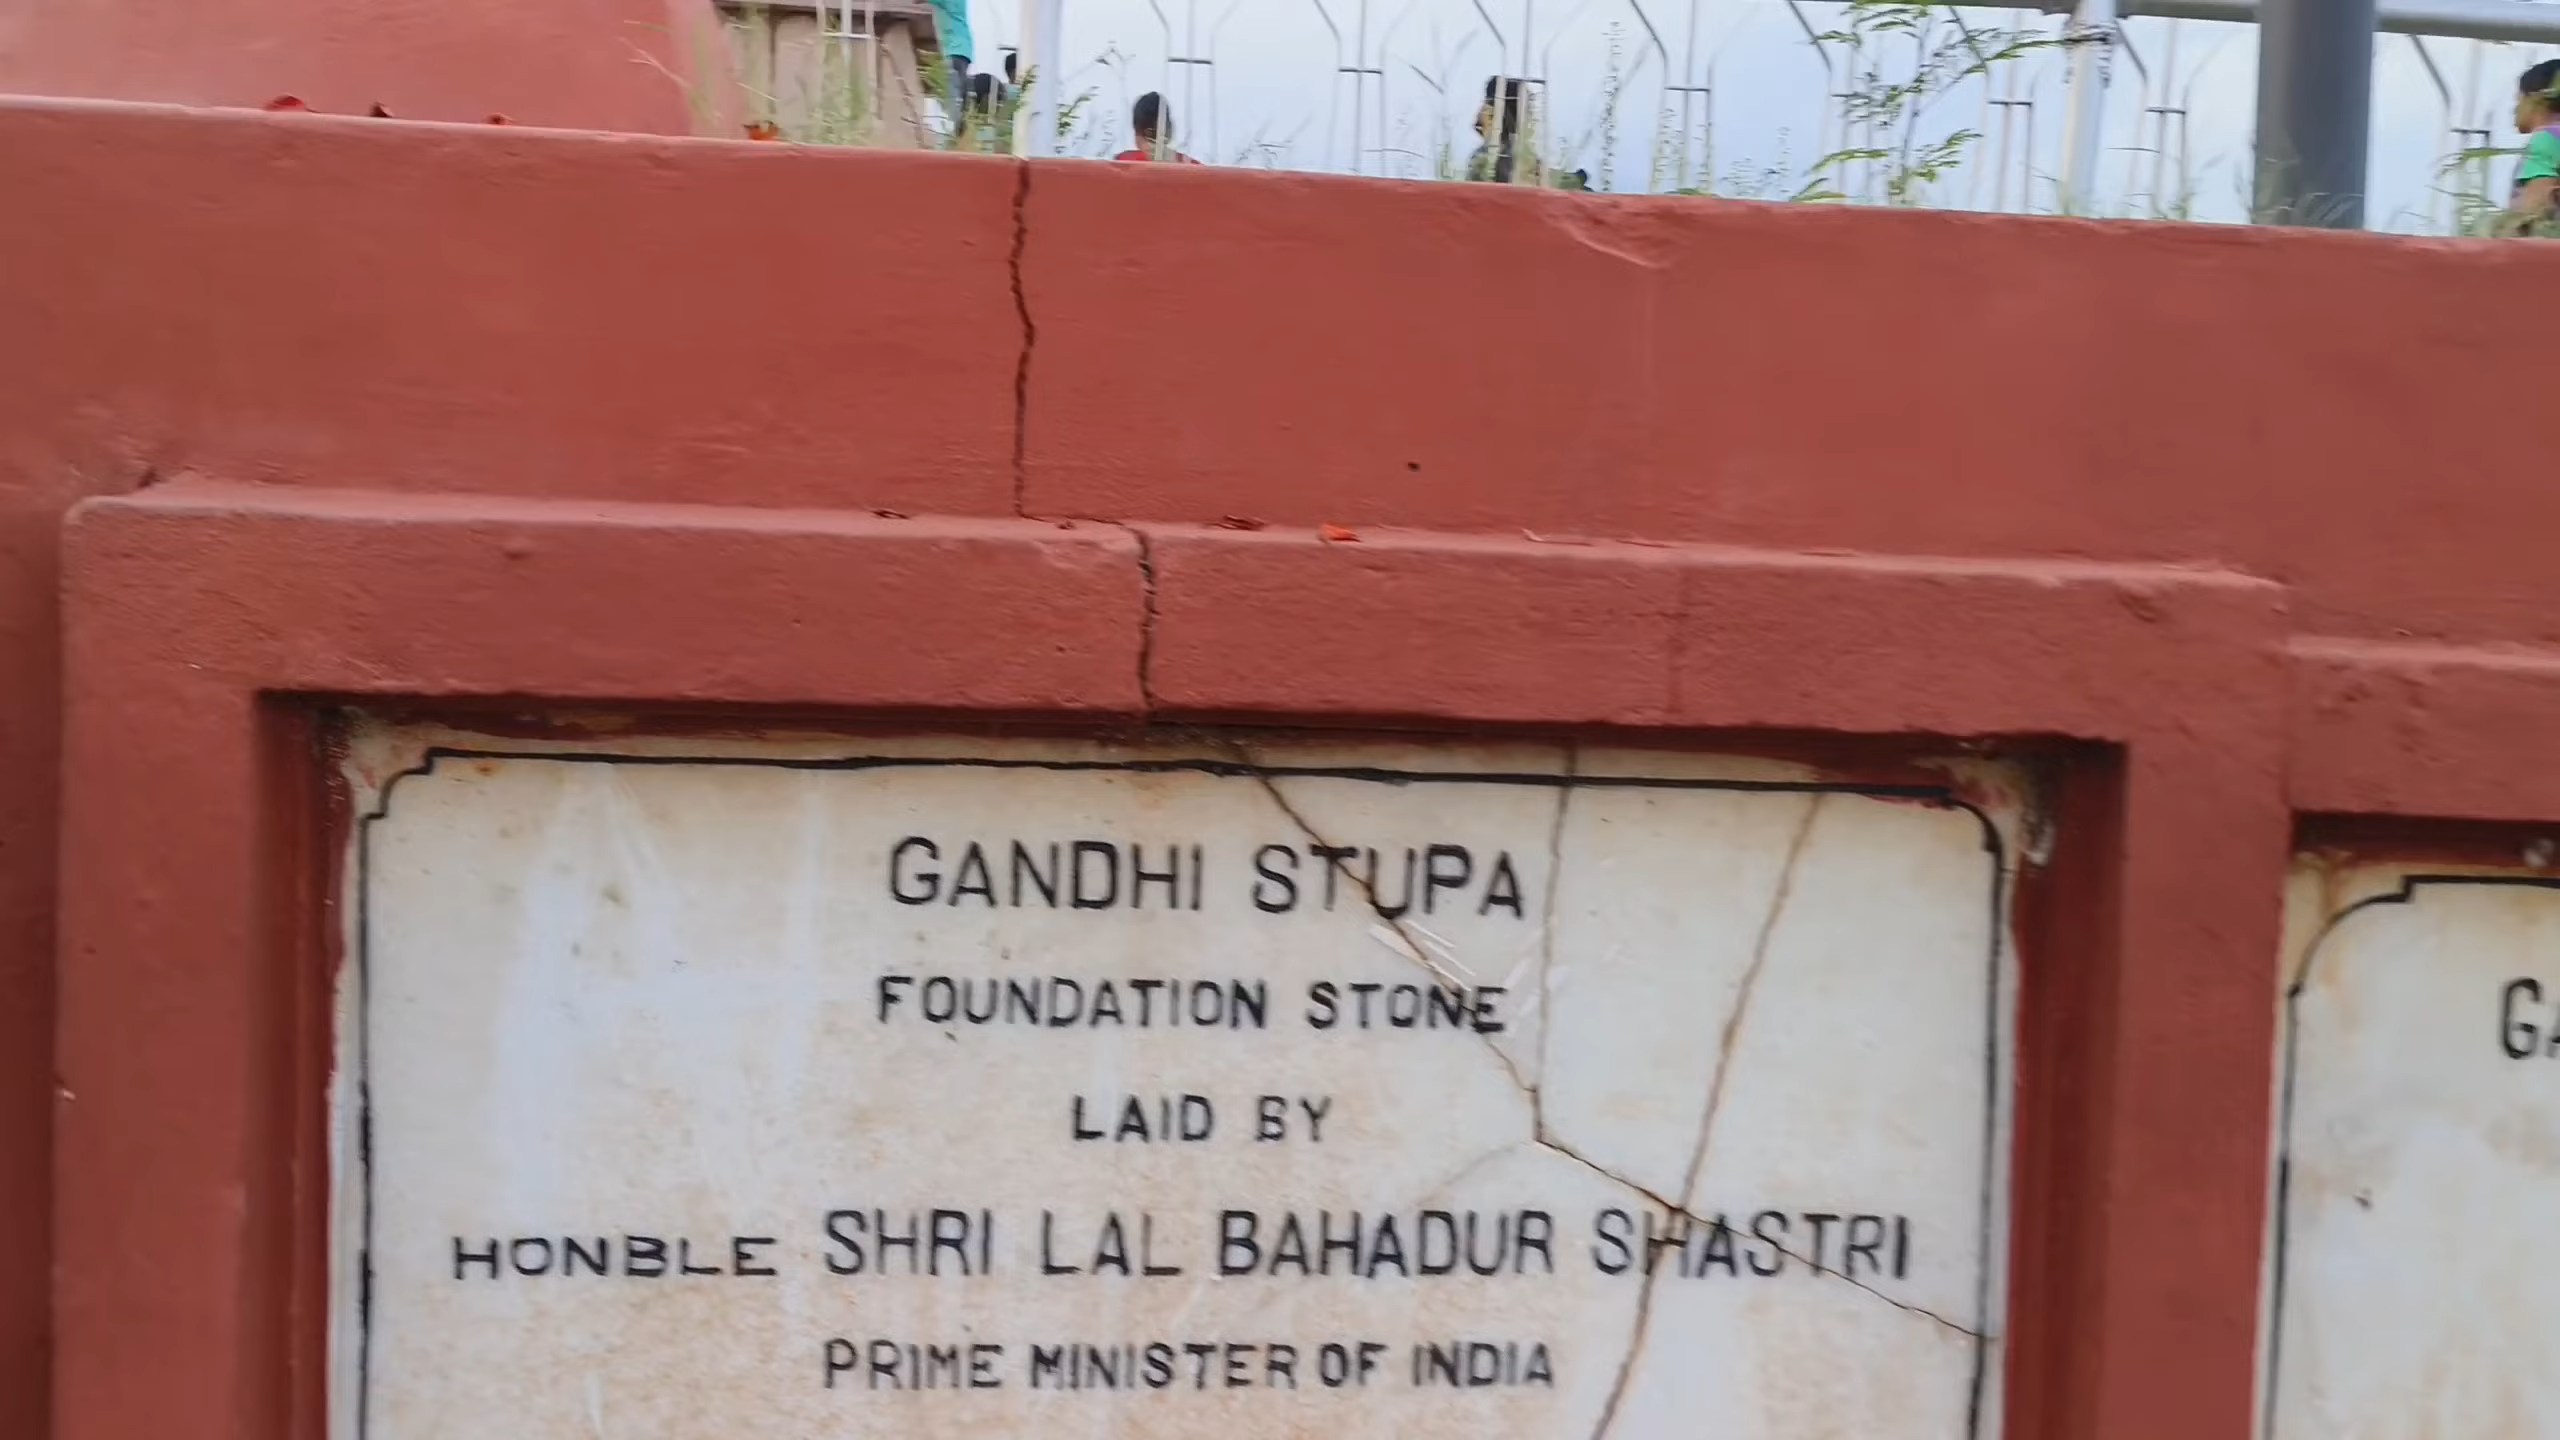 GANDHI STUPA
FOUNDATION STONE
LAID BY
HONBLE SHRI LAL BAHADUR SHASTRI
PRIME MINISTER OF INDIA